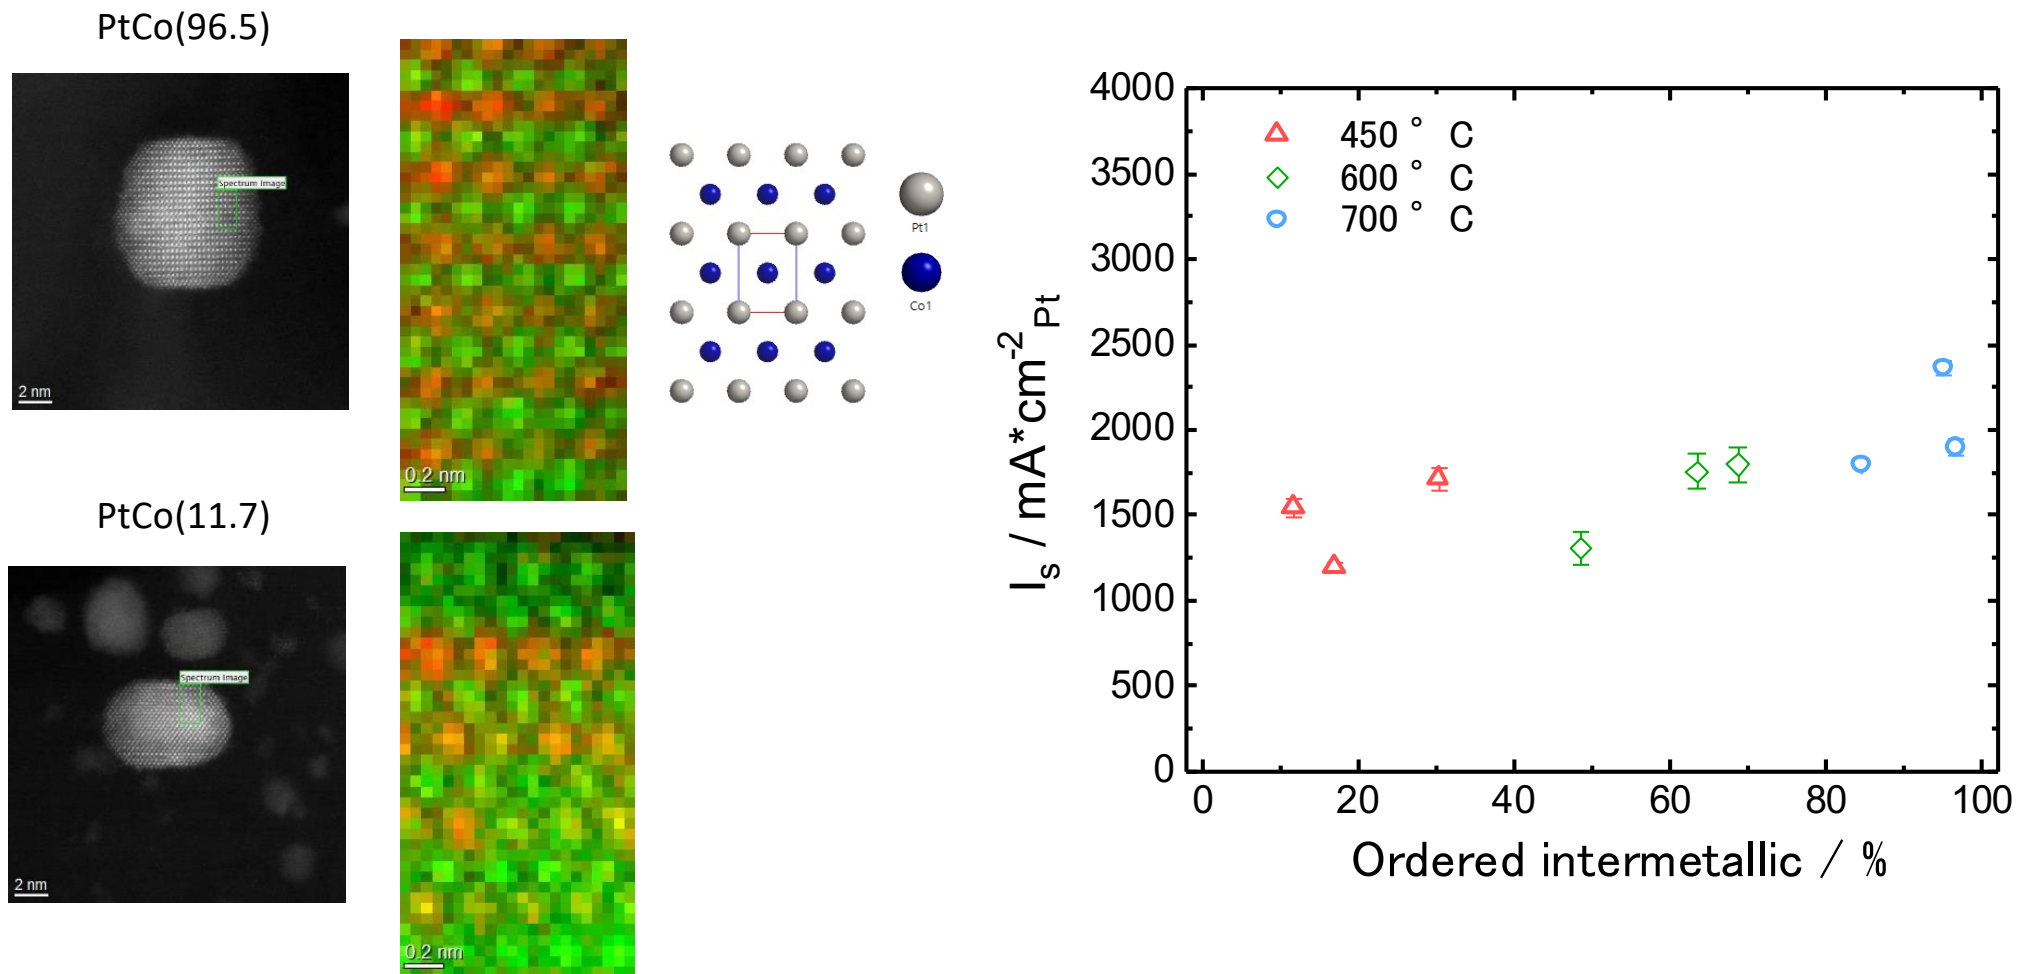 PtCo(96.5)
Spectrum Image
2 nm
0.2 nm
Pt1
Co1
PtCo(11.7)
Spectrum Image
2 nm
0.2 nm
4000
3500
3000
2500
2000
1500
1000
500
0
450 ° C
600 ° C
700 ° C
I_s / mA*cm^-2_Pt
0 20 40 60 80 100
Ordered intermetallic / %